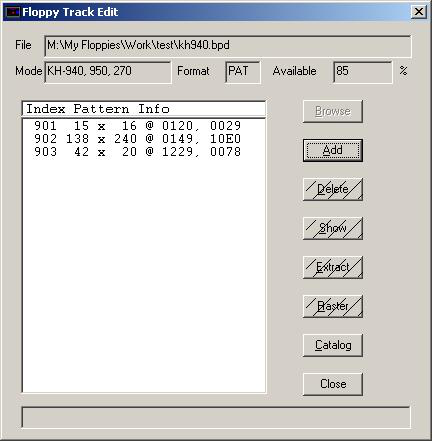 Floppy Track Edit
File M:\My Floppies\Work\test\kh940.bpd
Mode KH-940, 950, 270 Format PAT Available 85 %
Index Pattern Info
901 15 x 16 @ 0120, 0029
902 138 x 240 @ 0149, 10E0
903 42 x 20 @ 1229, 0078
Browse
Add
Delete
Show
Extract
Raster
Catalog
Close